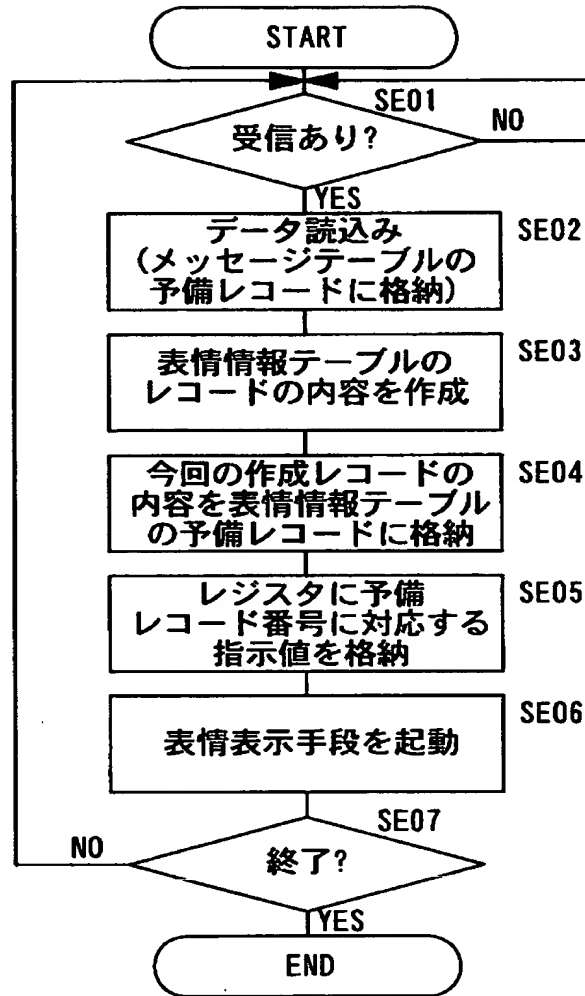 START
SE01
受信あり?
NO
YES
データ読込み
(メッセージテーブルの
予備レコードに格納)
SE02
表情情報テーブルの
レコードの内容を作成
SE03
今回の作成レコードの
内容を表情情報テーブル
の予備レコードに格納
SE04
レジスタに予備
レコード番号に対応する
指示値を格納
SE05
表情表示手段を起動
SE06
SE07
NO
終了?
YES
END